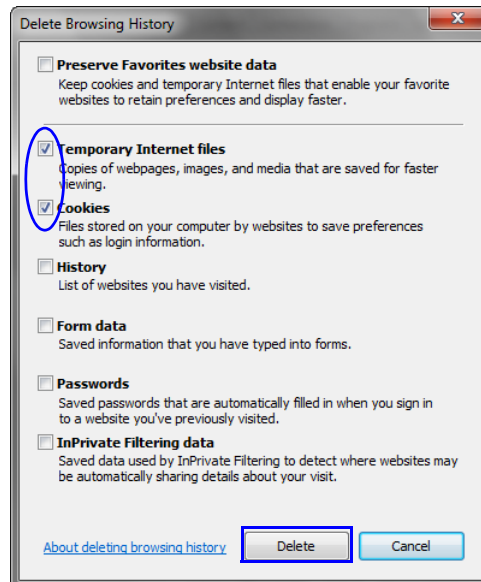 Delete Browsing History
Preserve Favorites website data
Keep cookies and temporary Internet files that enable your favorite
websites to retain preferences and display faster.
Temporary Internet files
Copies of webpages, images, and media that are saved for faster
viewing.
Cookies
Files stored on your computer by websites to save preferences
such as login information.
History
List of websites you have visited.
Form data
Saved information that you have typed into forms.
Passwords
Saved passwords that are automatically filled in when you sign in
to a website you've previously visited.
InPrivate Filtering data
Saved data used by InPrivate Filtering to detect where websites may
be automatically sharing details about your visit.
About deleting browsing history Delete Cancel